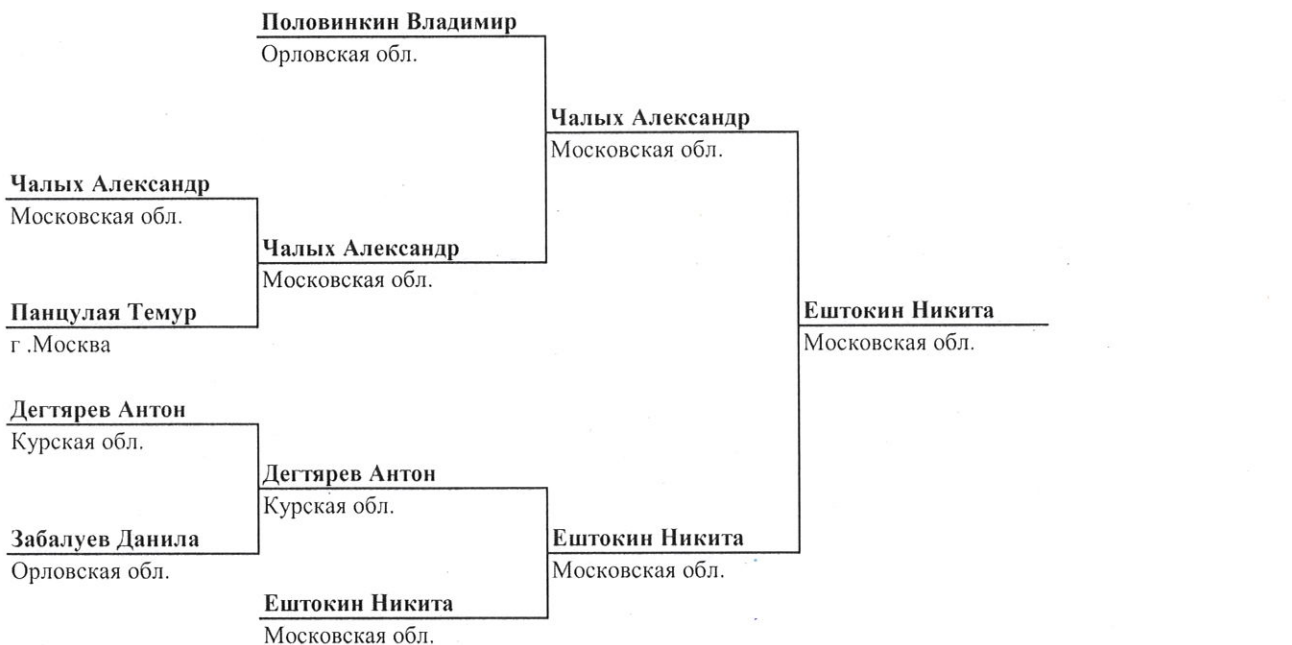 Половинкин Владимир
Орловская обл.
Чалых Александр
Московская обл.
Чалых Александр
Московская обл.
Чалых Александр
Московская обл.
Панцулая Темур
г .Москва
Ештокин Никита
Московская обл.
Дегтярев Антон
Курская обл.
Дегтярев Антон
Курская обл.
Забалуев Данила
Орловская обл.
Ештокин Никита
Московская обл.
Ештокин Никита
Московская обл.